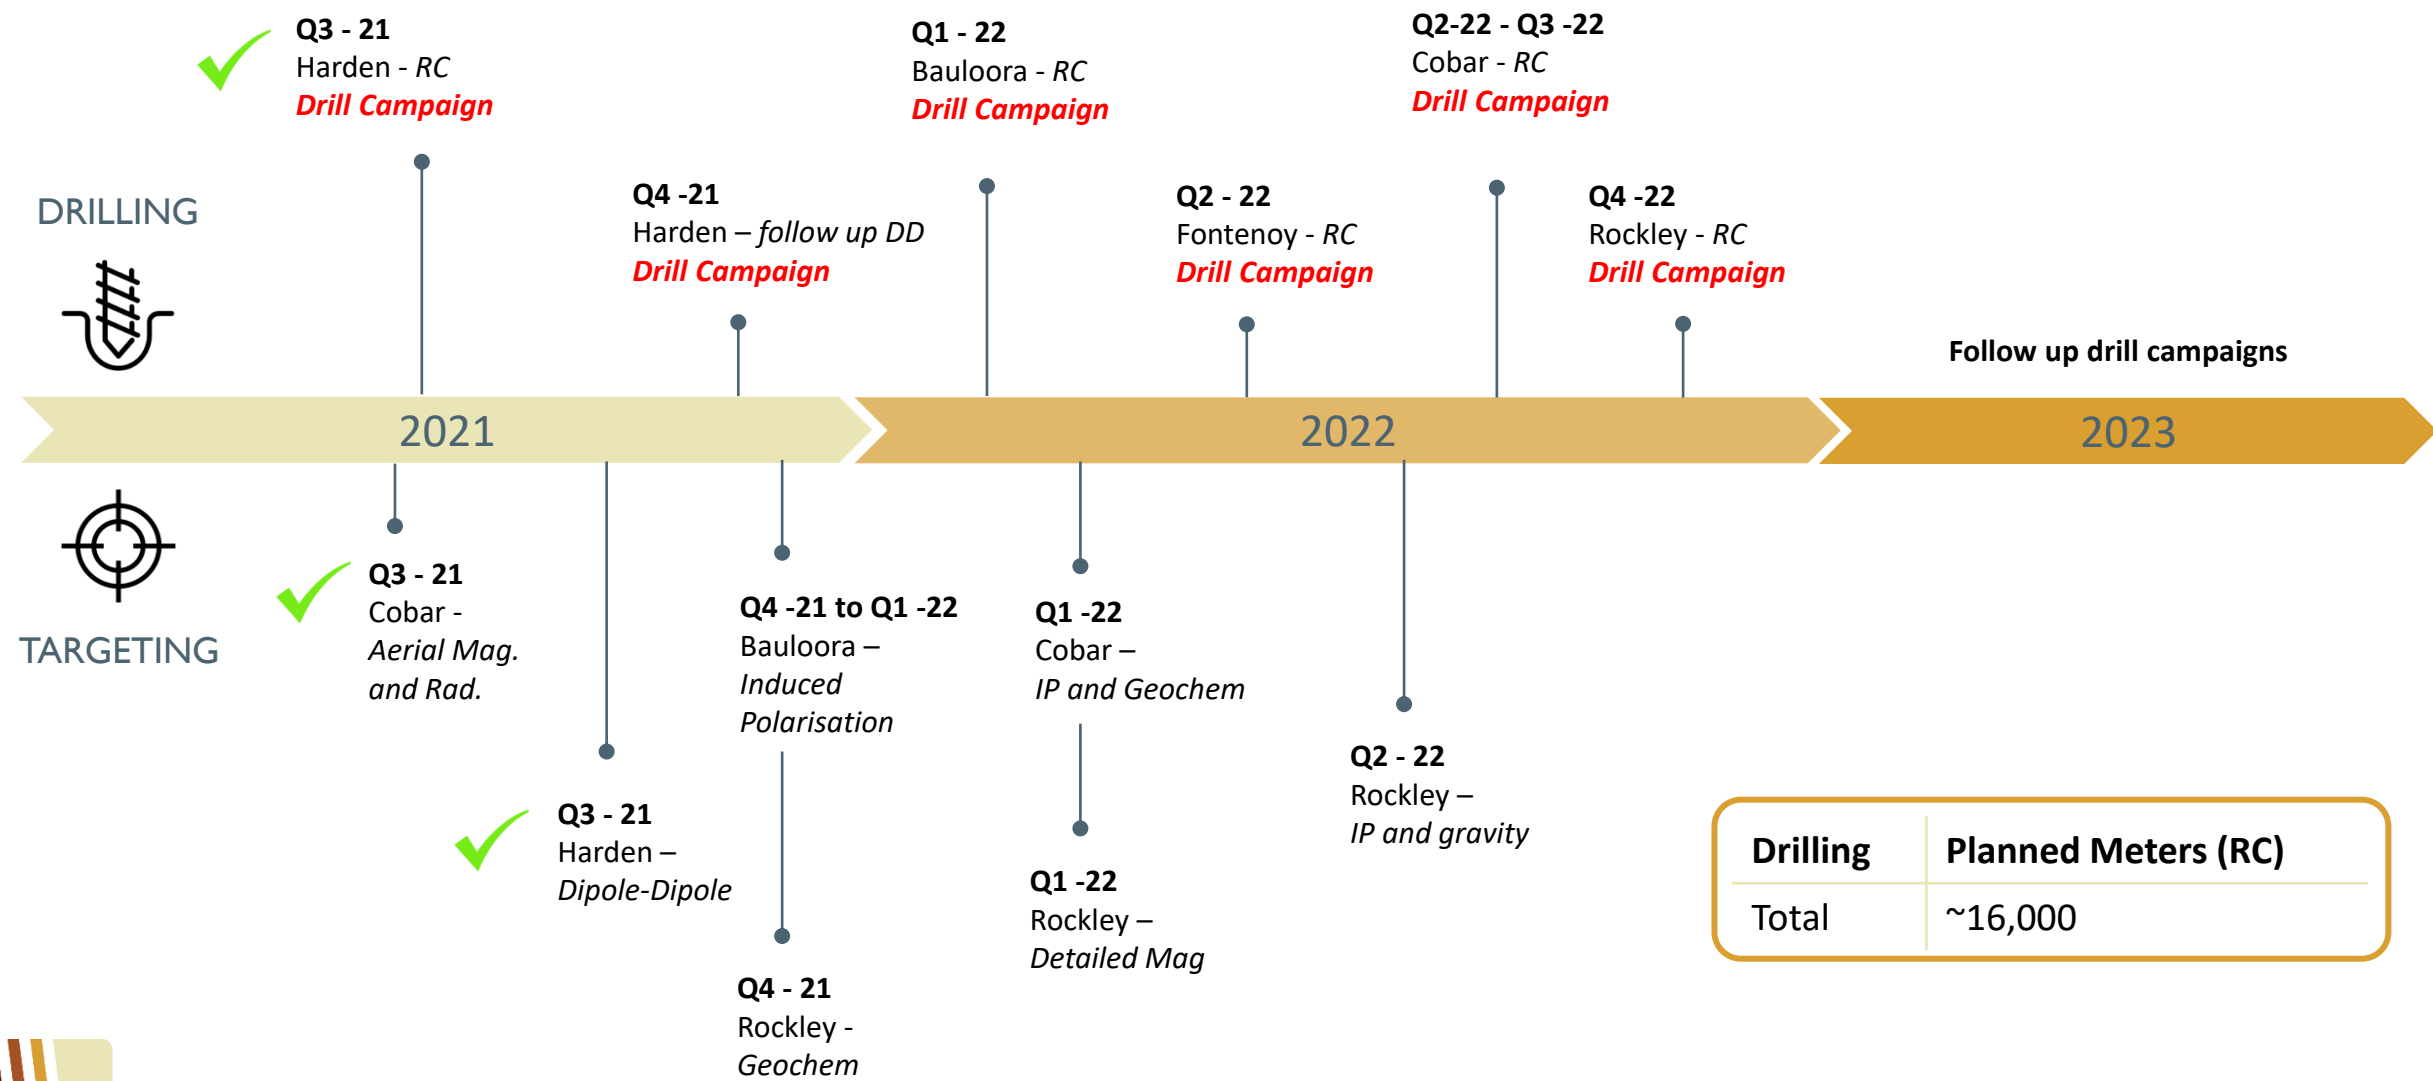 Q3 - 21
Harden - RC
Drill Campaign
Q1 - 22
Bauloora - RC
Drill Campaign
Q2-22 - Q3 -22
Cobar - RC
Drill Campaign
DRILLING
Q4 -21
Harden – follow up DD
Drill Campaign
Q2 - 22
Fontenoy - RC
Drill Campaign
Q4 -22
Rockley - RC
Drill Campaign
Follow up drill campaigns
2021
2022
2023
TARGETING
Q3 - 21
Cobar -
Aerial Mag.
and Rad.
Q4 -21 to Q1 -22
Bauloora –
Induced
Polarisation
Q1 -22
Cobar –
IP and Geochem
Q3 - 21
Harden –
Dipole-Dipole
Q2 - 22
Rockley –
IP and gravity
Q1 -22
Rockley –
Detailed Mag
Q4 - 21
Rockley -
Geochem
Drilling Planned Meters (RC)
Total ~16,000